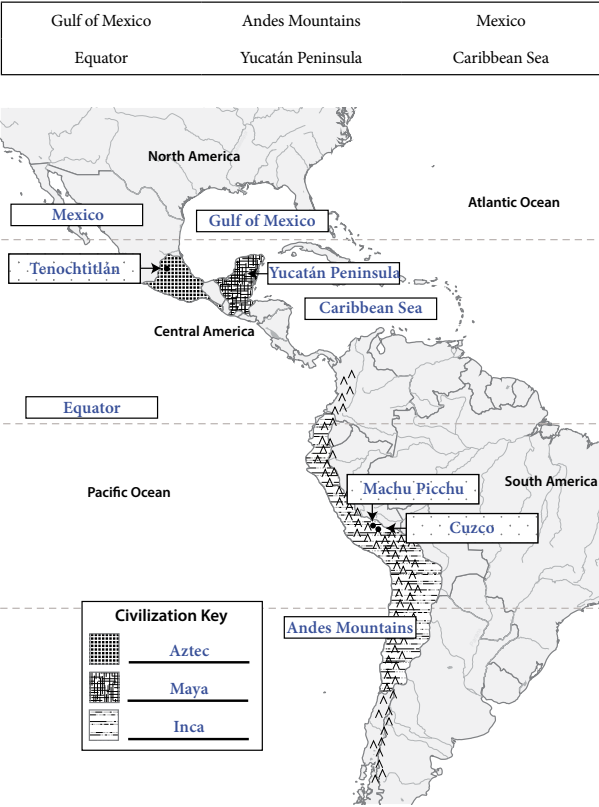 Gulf of Mexico Andes Mountains Mexico
Equator Yucatán Peninsula Caribbean Sea
North America
Atlantic Ocean
Mexico
Gulf of Mexico
Tenochtitlán
Yucatán Peninsula
Caribbean Sea
Central America
Equator
South America
Machu Picchu
Pacific Ocean
Cuzco
Civilization Key
Andes Mountains
Aztec
Maya
Inca